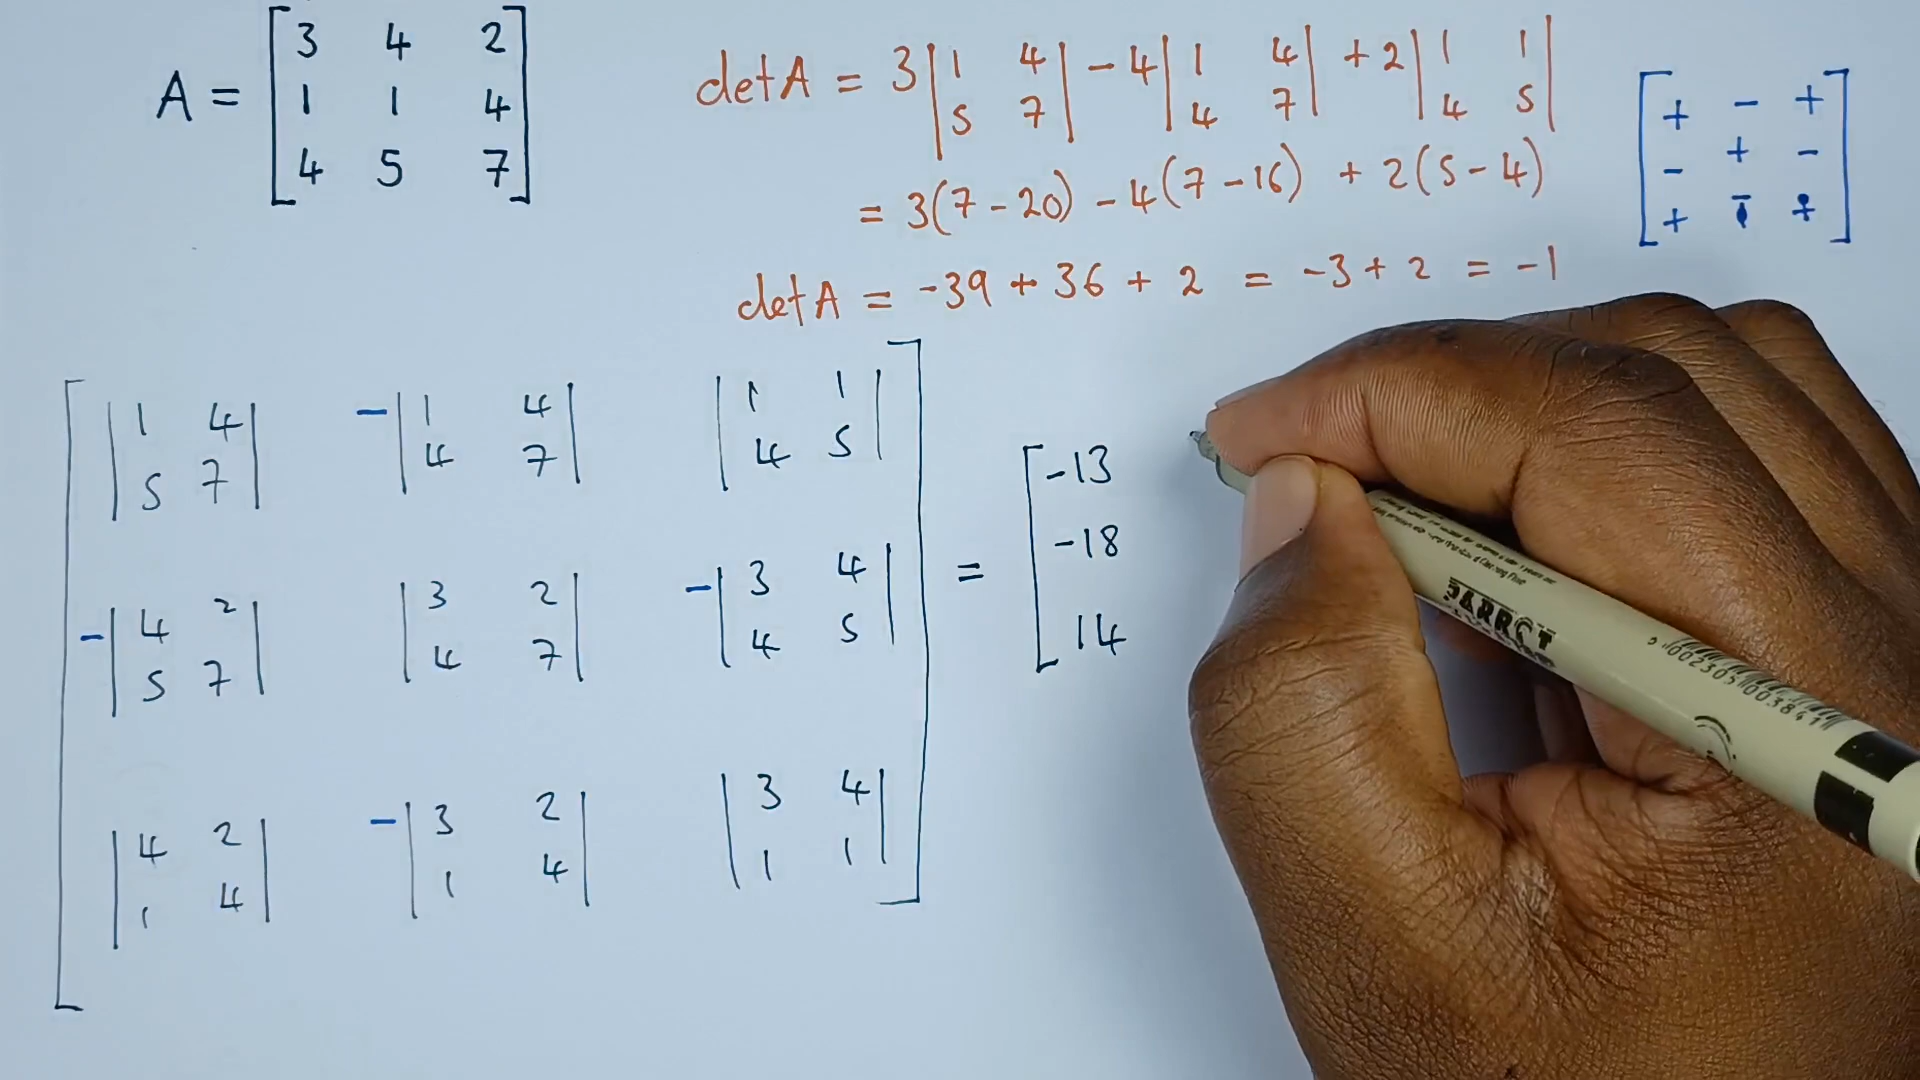 A = [3 4 2
1 1 4
4 5 7]
detA = 3|1 4 5 7| - 4|1 4 4 7| + 2|1 1 4 5|
= 3(7-20) - 4(7-16) + 2(5-4)
detA = -39 + 36 + 2 = -3 + 2 = -1
[+ - +
- + -
+ - +]
[|1 4| -|1 4| |1 1|
|5 7| |4 7| |4 5|
-|4 2| |3 2| -|3 4|
|5 7| |4 7| |4 5|
|4 2| -|3 2| |3 4|
|1 4| |1 4| |1 1|]
= [-13
-18
14
PARROT